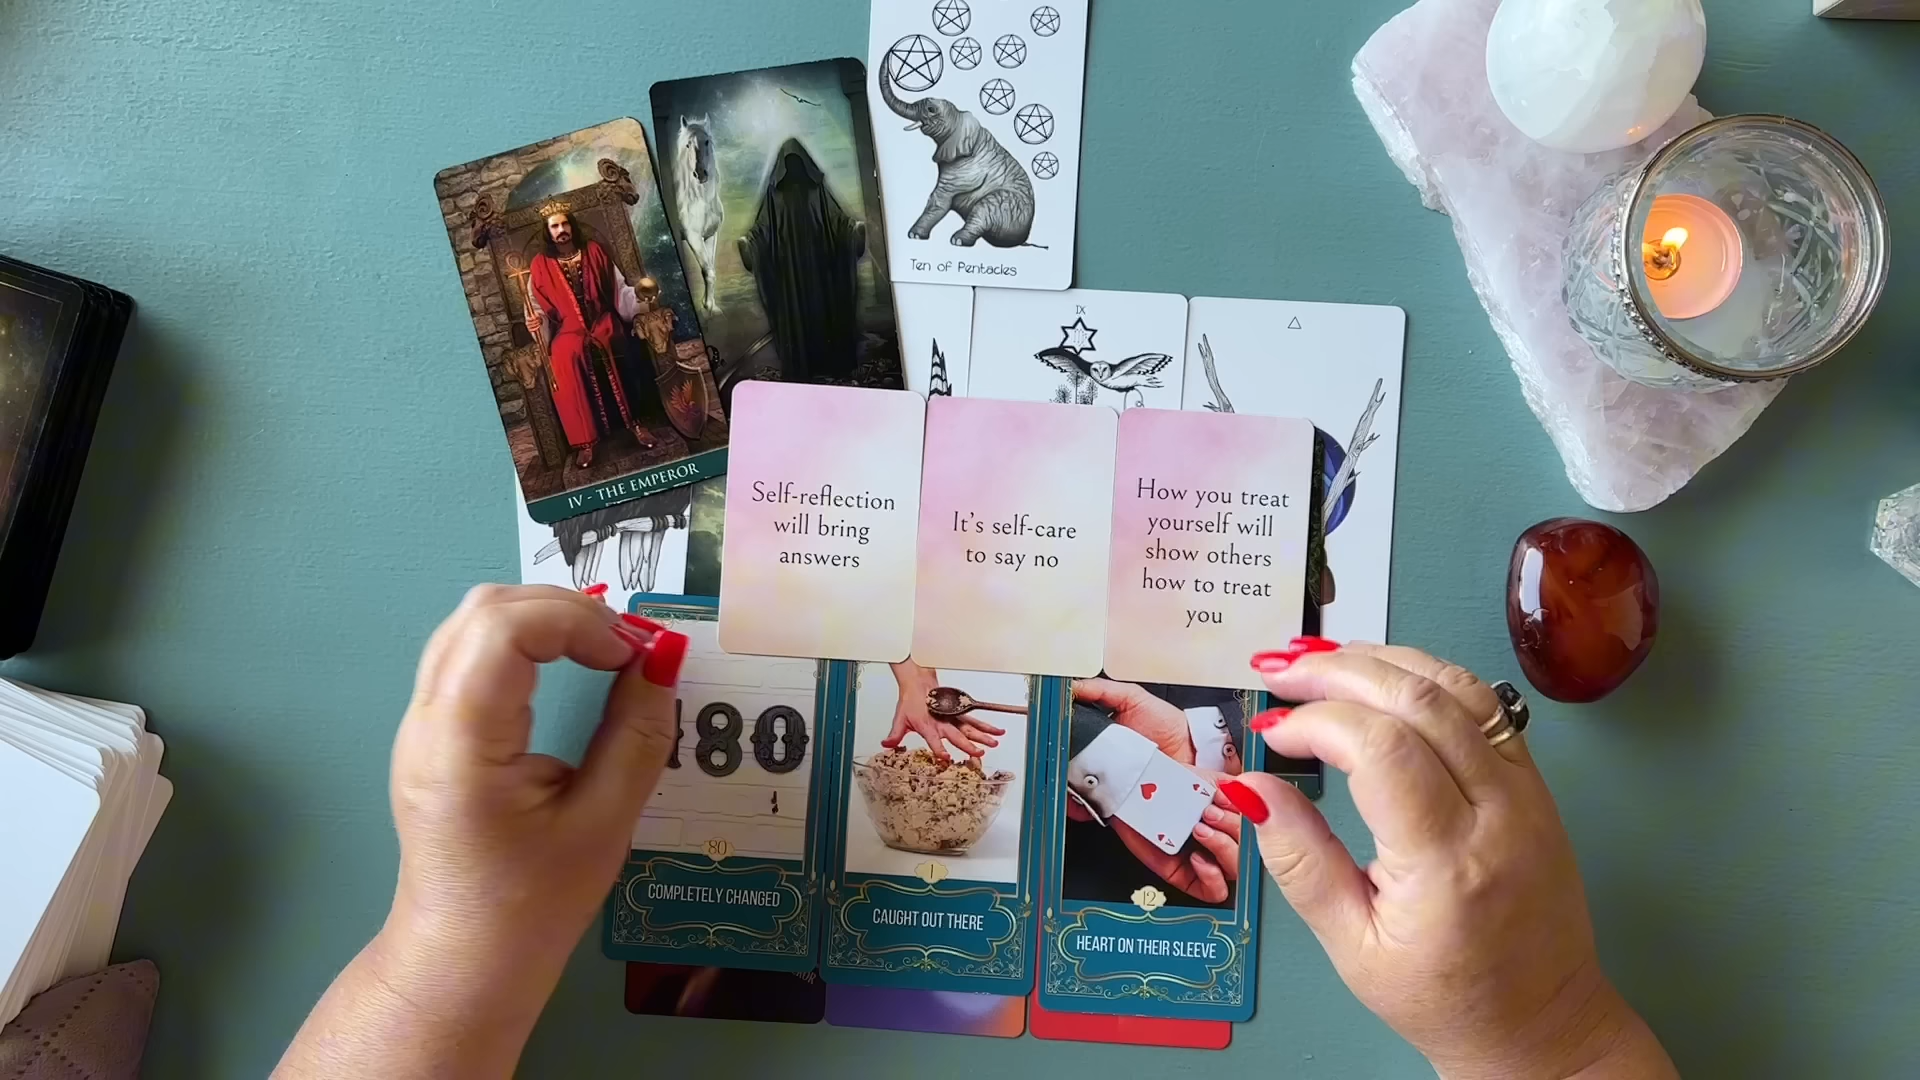 Ten of Pentacles
IX
IV - THE EMPEROR
Self-reflection
will bring
answers
It's self-care
to say no
How you treat
yourself will
show others
how to treat
you
180
80
COMPLETELY CHANGED
1
CAUGHT OUT THERE
A
A
12
HEART ON THEIR SLEEVE